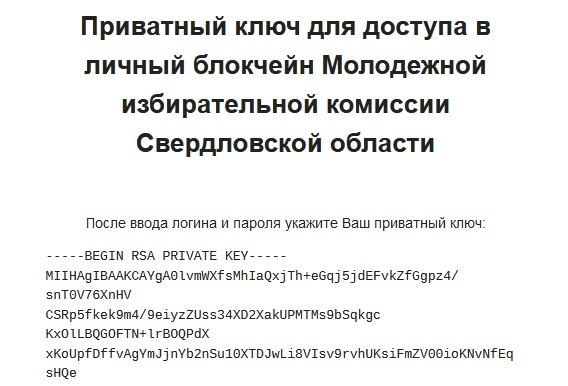 Приватный ключ для доступа в
личный блокчейн Молодежной
избирательной комиссии
Свердловской области
После ввода логина и пароля укажите Ваш приватный ключ:
-----BEGIN RSA PRIVATE KEY-----
MIIHAgIBAAKCAYgA0lvmWXfsMhIaQxjTh+eGqj5jdEFvkZfGgpz4/
snT0V76XnHV
CSRp5fkek9m4/9eiyzZUss34XD2XakUPMTMs9bSqkgc
KxOlLBQGOFTN+lrBOQPdX
xKoUpfDffvAgYmJjnYb2nSu10XTDJwLi8VIsv9rvhUKsiFmZV00ioKNvNfEq
sHQe